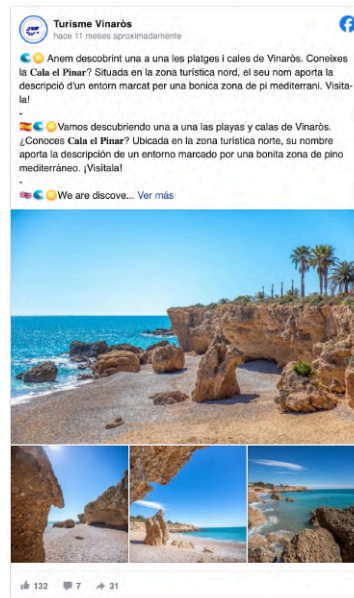 Turisme Vinaròs
hace 11 meses aproximadamente
🌊🌞 Anem descobrint una a una les platges i cales de Vinaròs. Coneixes
la Cala el Pinar? Situada en la zona turística nord, el seu nom aporta la
descripció d'un entorn marcat per una bonica zona de pi mediterrani. Visita-
la!
-
🇪🇸🌊🌞Vamos descubriendo una a una las playas y calas de Vinaròs.
¿Conoces Cala el Pinar? Ubicada en la zona turística norte, su nombre
aporta la descripción de un entorno marcado por una bonita zona de pino
mediterráneo. ¡Visítala!
-
🇬🇧🌊🌞We are discove... Ver más
132 7 31